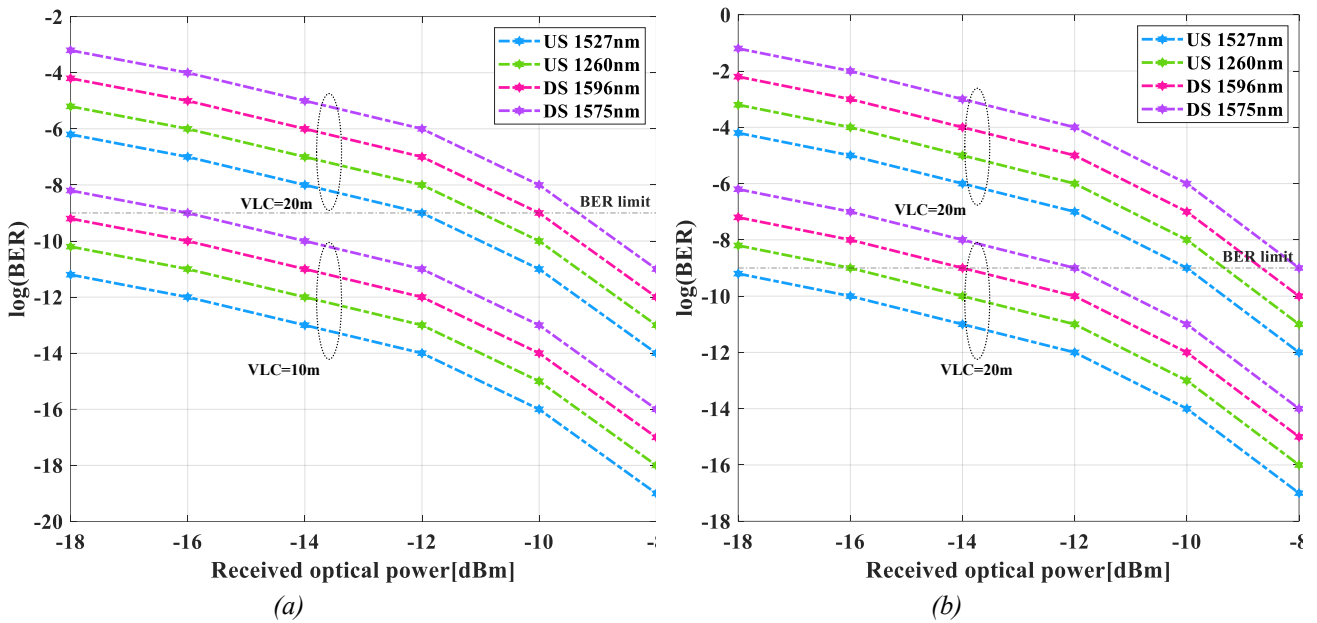 -2
-4
-6
-8
-10
-12
-14
-16
-18
-20
log(BER)
US 1527nm
US 1260nm
DS 1596nm
DS 1575nm
VLC=20m
BER limit
VLC=10m
-18 -16 -14 -12 -10
Received optical power[dBm]
(a)
0
-2
-4
-6
-8
-10
-12
-14
-16
-18
log(BER)
US 1527nm
US 1260nm
DS 1596nm
DS 1575nm
VLC=20m
BER limit
VLC=20m
-18 -16 -14 -12 -10 -8
Received optical power[dBm]
(b)